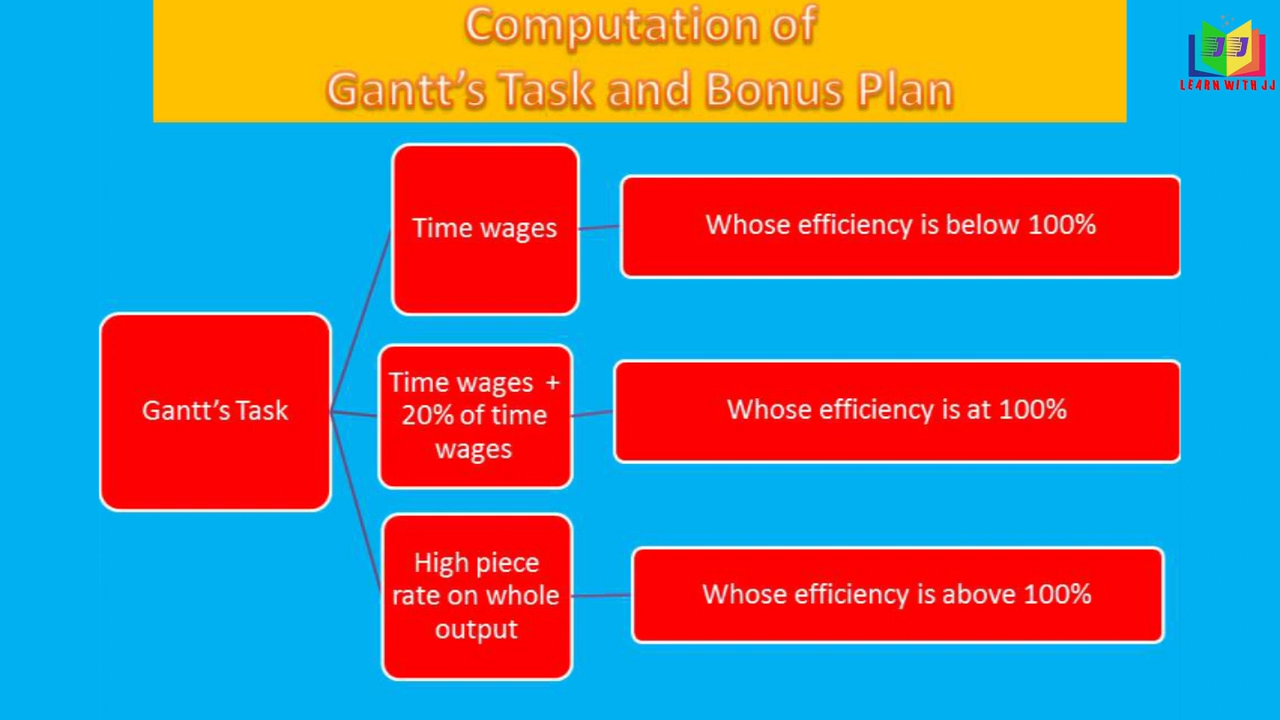 Computation of
Gantt's Task and Bonus Plan
LEARN WITH JJ
Time wages
Whose efficiency is below 100%
Gantt's Task
Time wages +
20% of time
wages
Whose efficiency is at 100%
High piece
rate on whole
output
Whose efficiency is above 100%